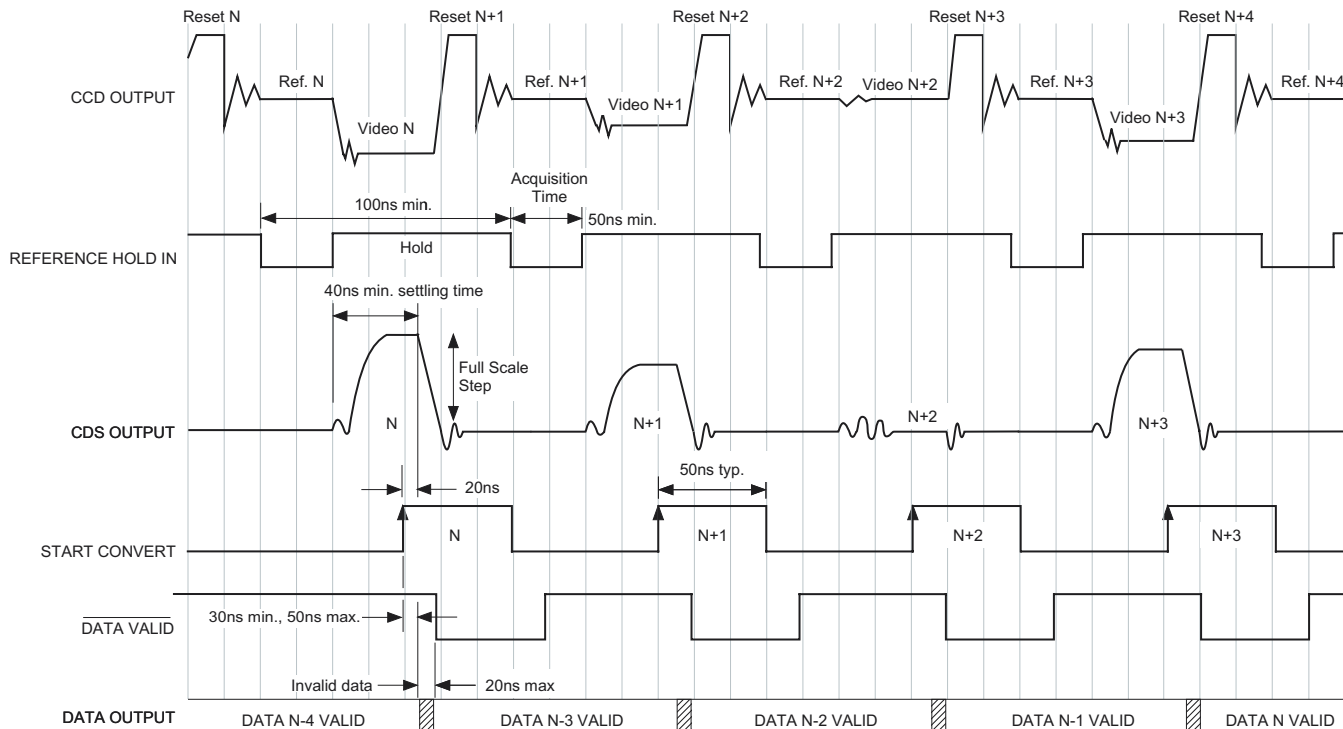 Reset N Reset N+1 Reset N+2 Reset N+3 Reset N+4
Ref. N Ref. N+1 Ref. N+2 Video N+2 Ref. N+3 Ref. N+4
CCD OUTPUT
Video N Video N+1 Video N+3
Acquisition
Time
100ns min. 50ns min.
REFERENCE HOLD IN Hold
40ns min. settling time
Full Scale
Step
CDS OUTPUT N N+1 N+2 N+3
20ns 50ns typ.
START CONVERT N N+1 N+2 N+3
30ns min., 50ns max.
DATA VALID
Invalid data 20ns max
DATA OUTPUT DATA N-4 VALID DATA N-3 VALID DATA N-2 VALID DATA N-1 VALID DATA N VALID